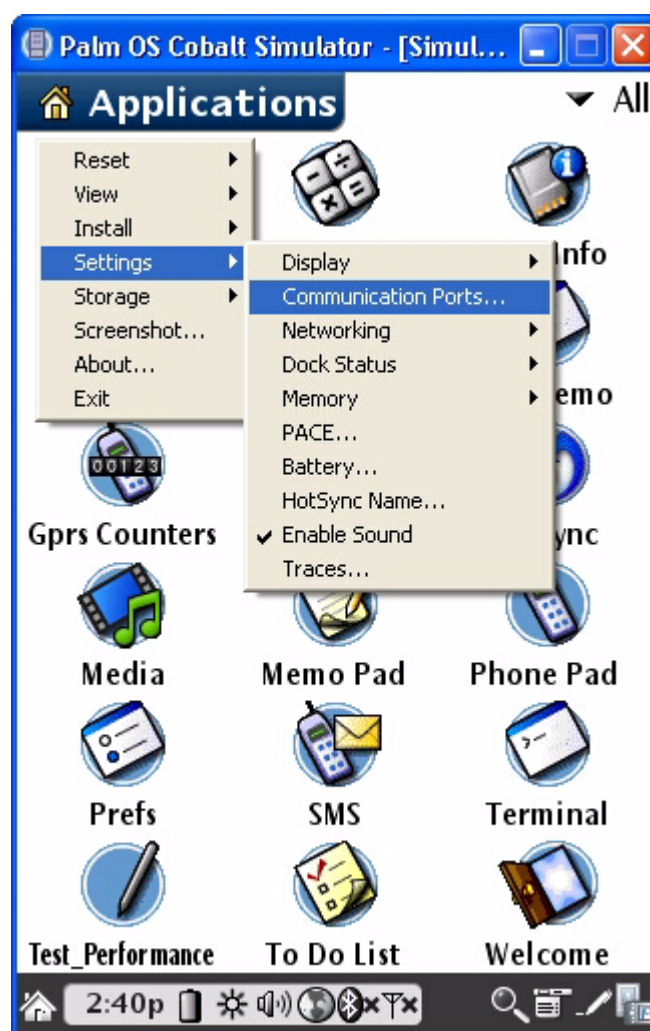 Palm OS Cobalt Simulator - [Simul...
Applications
All
Reset
View
Install
Settings
Storage
Screenshot...
About...
Exit
Display
Communication Ports...
Networking
Dock Status
Memory
PACE...
Battery...
HotSync Name...
Enable Sound
Traces...
nfo
emo
00123
Gprs Counters
ync
Media
Memo Pad
Phone Pad
Prefs
SMS
Terminal
Test_Performance
To Do List
Welcome
2:40p